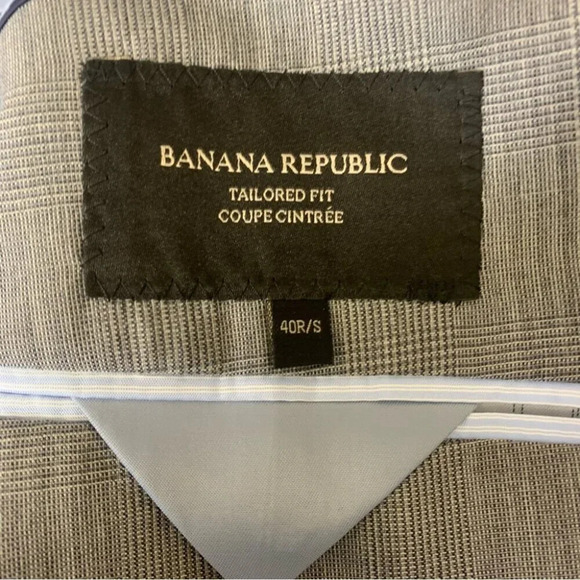 BANANA REPUBLIC
TAILORED FIT
COUPE CINTRÉE
40R/S